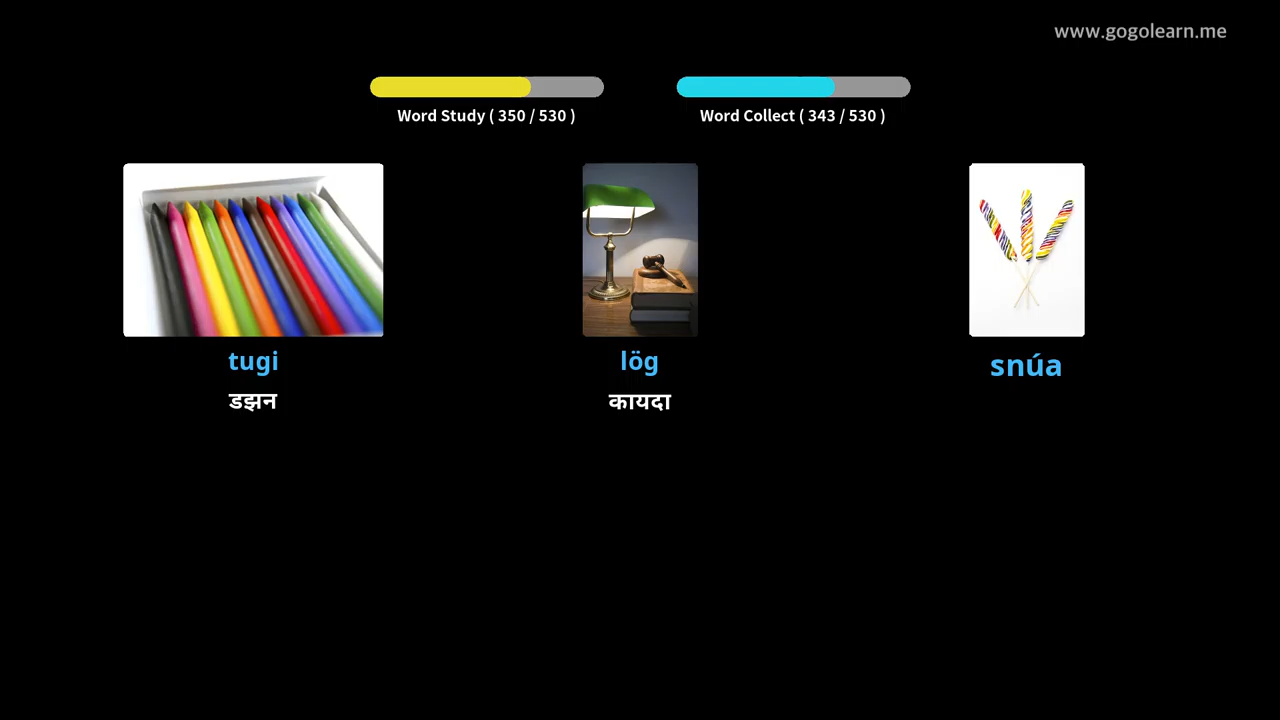 www.gogolearn.me
Word Study ( 350 / 530 )
Word Collect ( 343 / 530 )
tugi
lög
snúa
डझन
कायदा